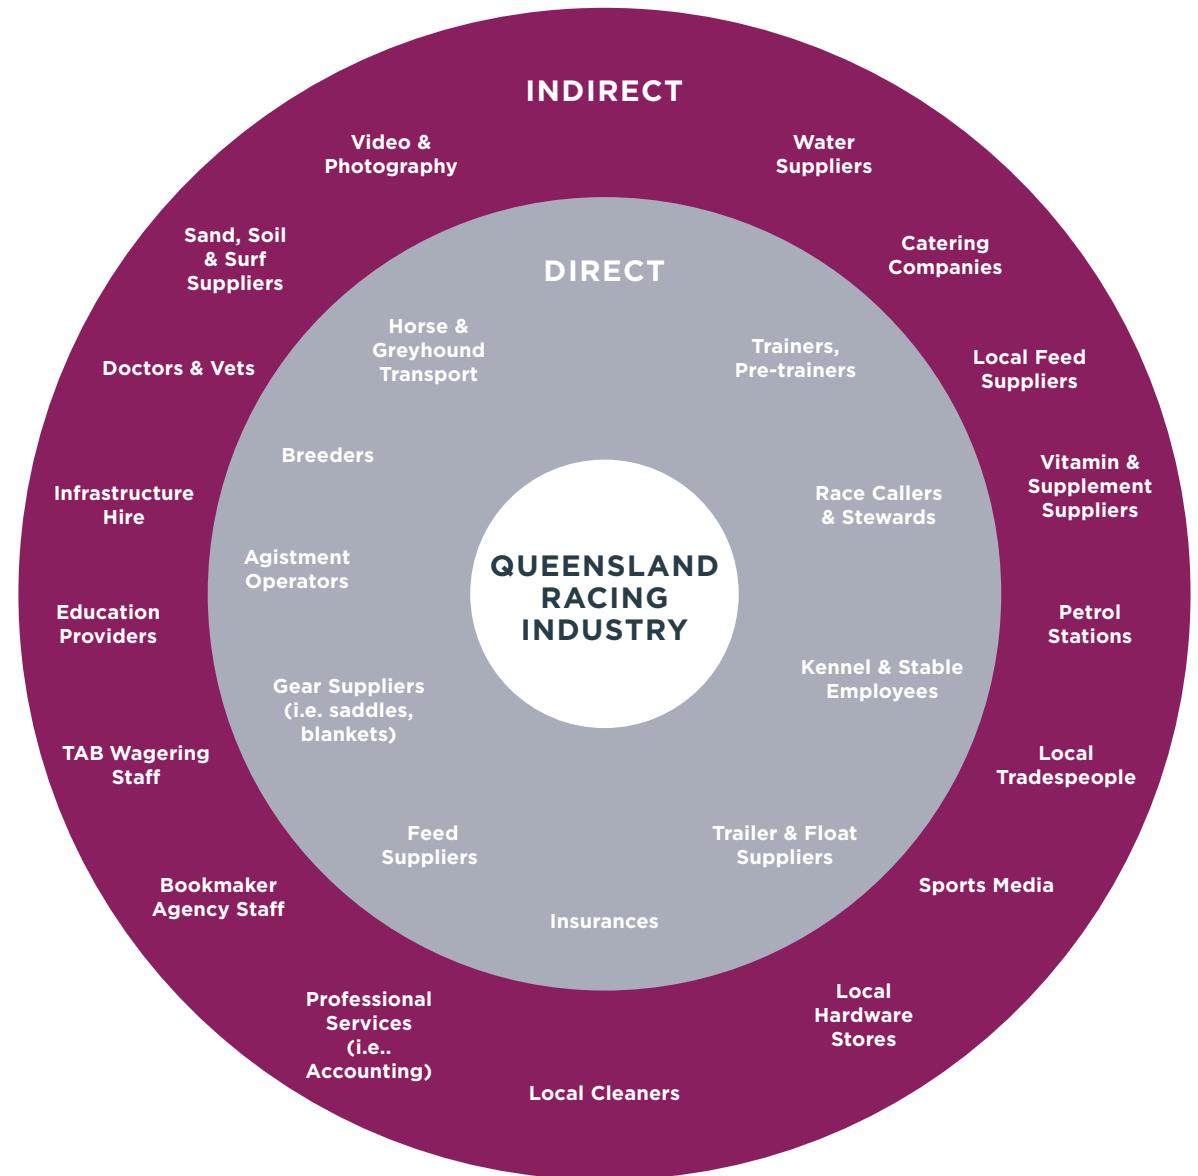 INDIRECT
Video &
Photography
Water
Suppliers
Sand, Soil
& Surf
Suppliers
Catering
Companies
Doctors & Vets
Local Feed
Suppliers
Infrastructure
Hire
Vitamin &
Supplement
Suppliers
Education
Providers
Petrol
Stations
TAB Wagering
Staff
Local
Tradespeople
Bookmaker
Agency Staff
Sports Media
Professional
Services
(i.e..
Accounting)
Local
Hardware
Stores
Local Cleaners
DIRECT
Horse &
Greyhound
Transport
Trainers,
Pre-trainers
Breeders
Race Callers
& Stewards
Agistment
Operators
Kennel & Stable
Employees
Gear Suppliers
(i.e. saddles,
blankets)
Feed
Suppliers
Trailer & Float
Suppliers
Insurances
QUEENSLAND
RACING
INDUSTRY